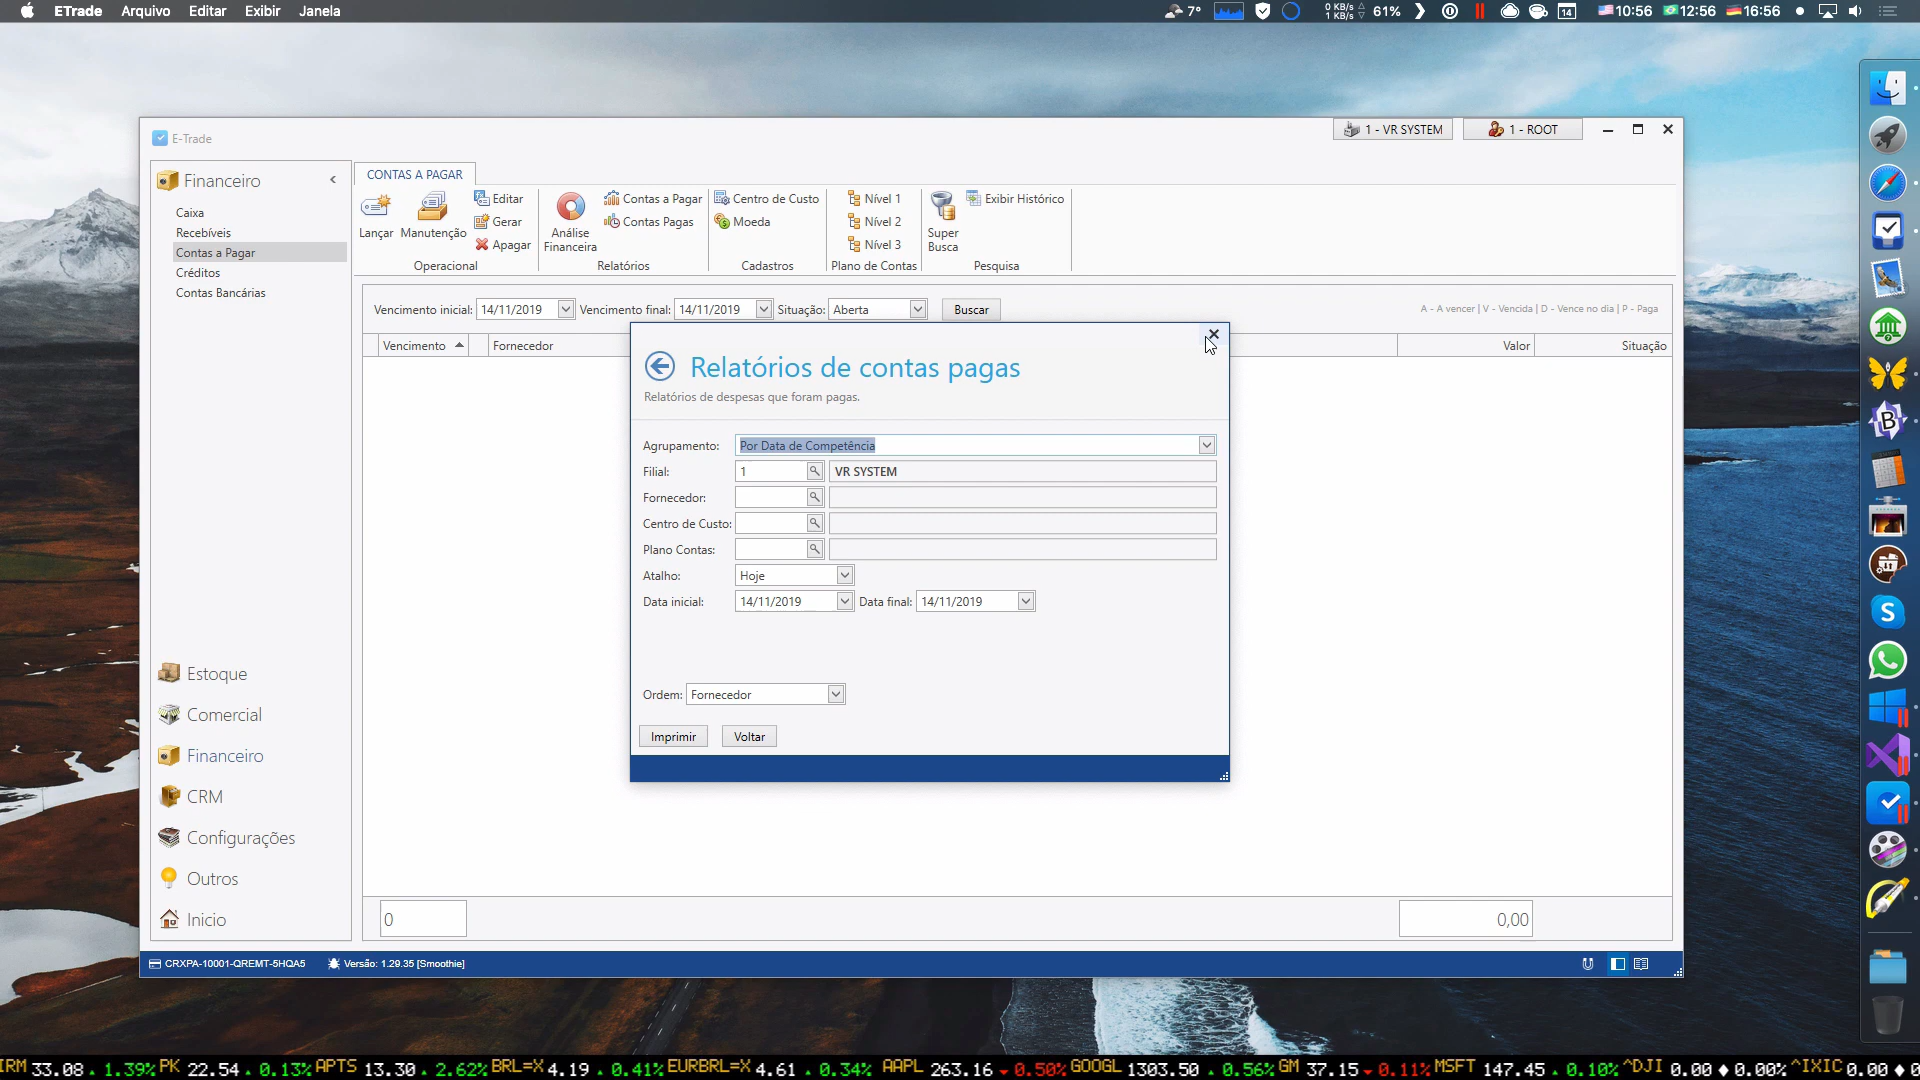 ETrade Arquivo Editar Exibir Janela
7° 0 KB/s 1 KB/s 61% 14 10:56 12:56 16:56
E-Trade
1 - VR SYSTEM 1 - ROOT
Financeiro
Caixa
Recebíveis
Contas a Pagar
Créditos
Contas Bancárias
Estoque
Comercial
Financeiro
CRM
Configurações
Outros
Inicio
CONTAS A PAGAR
Lançar Manutenção
Editar
Gerar
Apagar
Operacional
Análise Financeira
Contas a Pagar
Contas Pagas
Relatórios
Centro de Custo
Moeda
Cadastros
Nível 1
Nível 2
Nível 3
Plano de Contas
Super Busca
Exibir Histórico
Pesquisa
Vencimento inicial: 14/11/2019 Vencimento final: 14/11/2019 Situação: Aberta Buscar
A - A vencer | V - Vencida | D - Vence no dia | P - Paga
Vencimento Fornecedor Valor Situação
Relatórios de contas pagas
Relatórios de despesas que foram pagas.
Agrupamento: Por Data de Competência
Filial: 1 VR SYSTEM
Fornecedor:
Centro de Custo:
Plano Contas:
Atalho: Hoje
Data inicial: 14/11/2019 Data final: 14/11/2019
Ordem: Fornecedor
Imprimir Voltar
0 0,00
CRXPA-10001-QREMT-5HQA5 Versão: 1.29.35 [Smoothie]
IRM 33.08 1.39% PK 22.54 0.13% APTS 13.30 2.62% BRL=X 4.19 0.41% EURBRL=X 4.61 0.34% AAPL 263.16 0.50% GOOGL 1303.50 0.56% GM 37.15 0.11% MSFT 147.45 0.10% ^DJI 0.00 0.00% ^IXIC 0.00